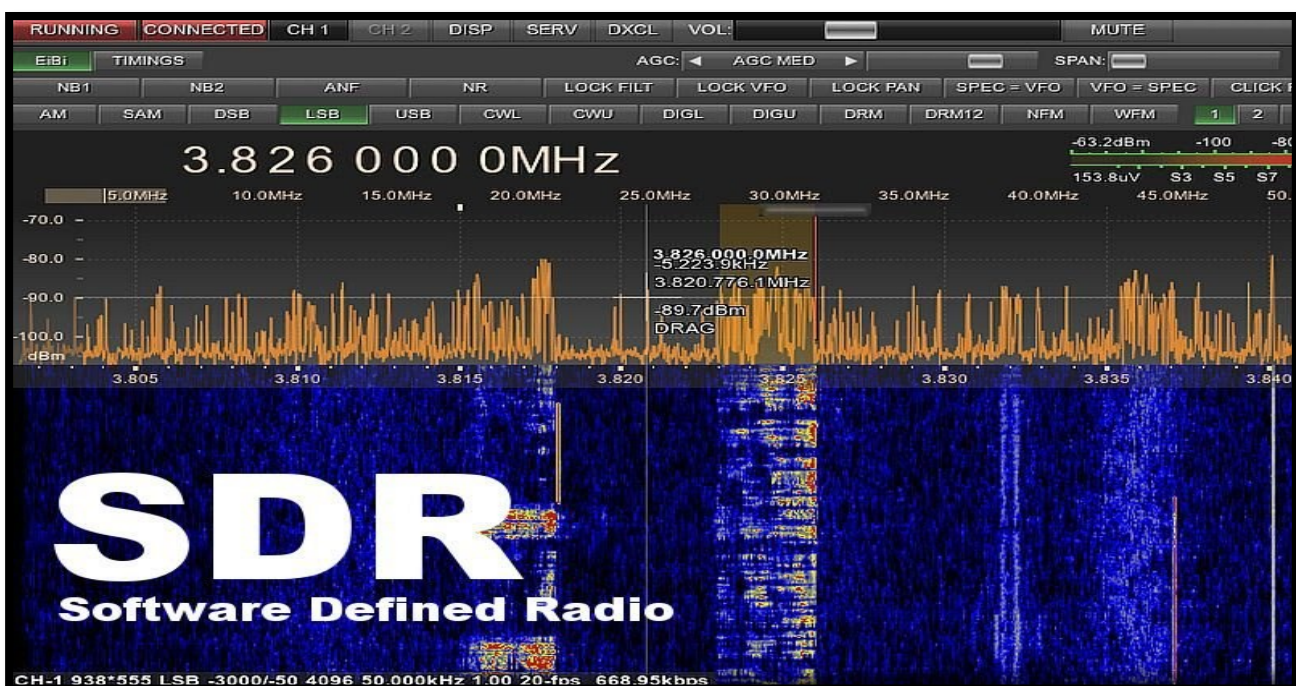 RUNNING CONNECTED CH 1 CH 2 DISP SERV DXCL VOL: MUTE
EiBi TIMINGS AGC: ◄ AGC MED ► SPAN:
NB1 NB2 ANF NR LOCK FILT LOCK VFO LOCK PAN SPEC = VFO VFO = SPEC CLICK
AM SAM DSB LSB USB CWL CWU DIGL DIGU DRM DRM12 NFM WFM 1 2
3.826 000 0MHz
-63.2dBm -100 -80
153.8uV S3 S5 S7
5.0MHz 10.0MHz 15.0MHz 20.0MHz 25.0MHz 30.0MHz 35.0MHz 40.0MHz 45.0MHz 50.
-70.0
-80.0
3.826 000.0MHz
-5.223.9kHz
3.820.776.1MHz
-90.0
-89.7dBm
DRAG
-100.0
dBm
3.805 3.810 3.815 3.820 3.825 3.830 3.835 3.840
SDR
Software Defined Radio
CH-1 938*555 LSB -3000/-50 4096 50.000kHz 1.00 20-fps 668.95kbps